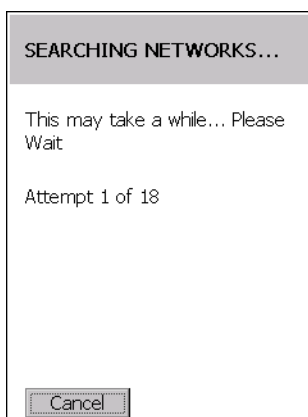 SEARCHING NETWORKS...
This may take a while... Please
Wait
Attempt 1 of 18
Cancel